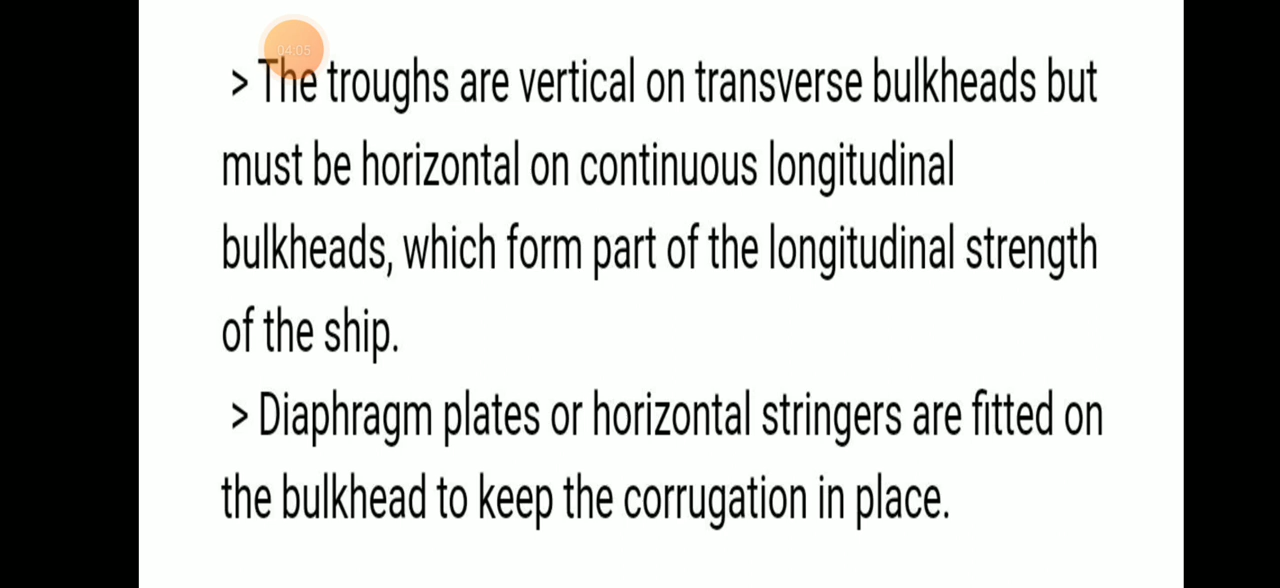 04:05
> The troughs are vertical on transverse bulkheads but
must be horizontal on continuous longitudinal
bulkheads, which form part of the longitudinal strength
of the ship.
> Diaphragm plates or horizontal stringers are fitted on
the bulkhead to keep the corrugation in place.